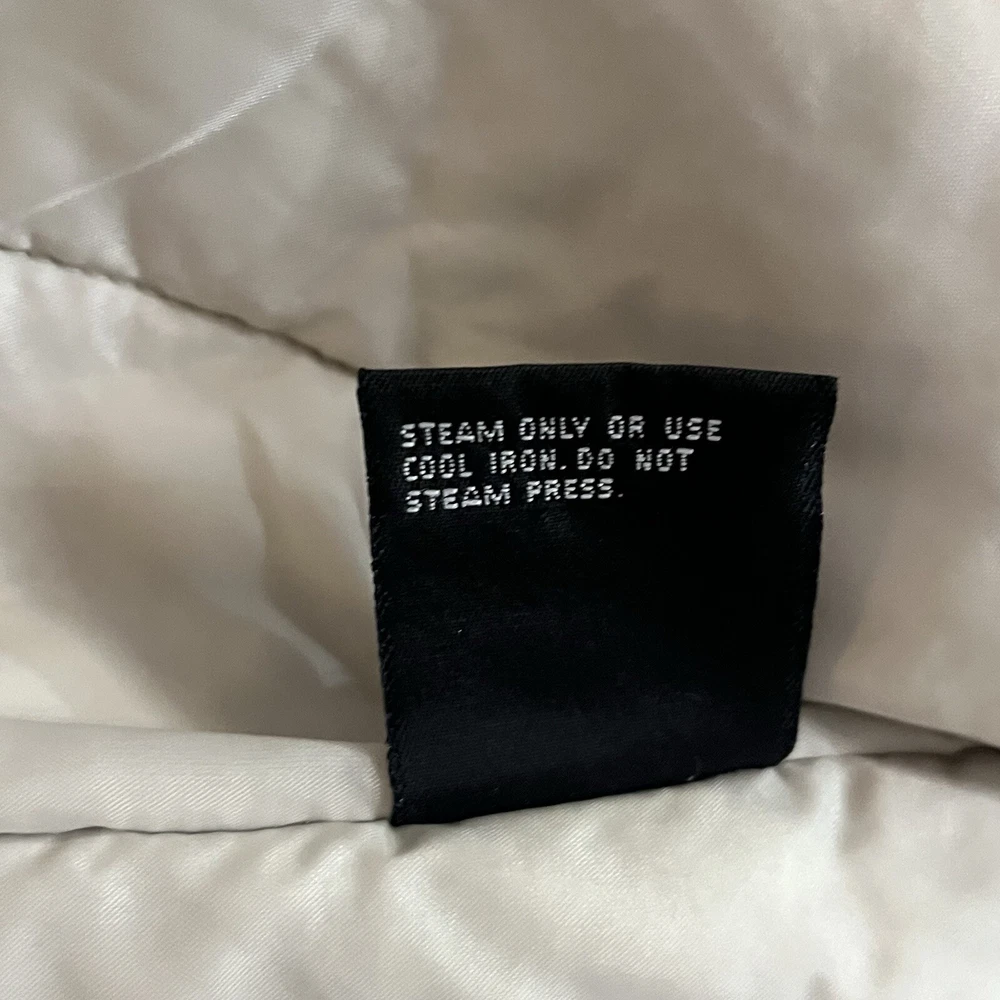 STEAM ONLY OR USE
COOL IRON. DO NOT
STEAM PRESS.